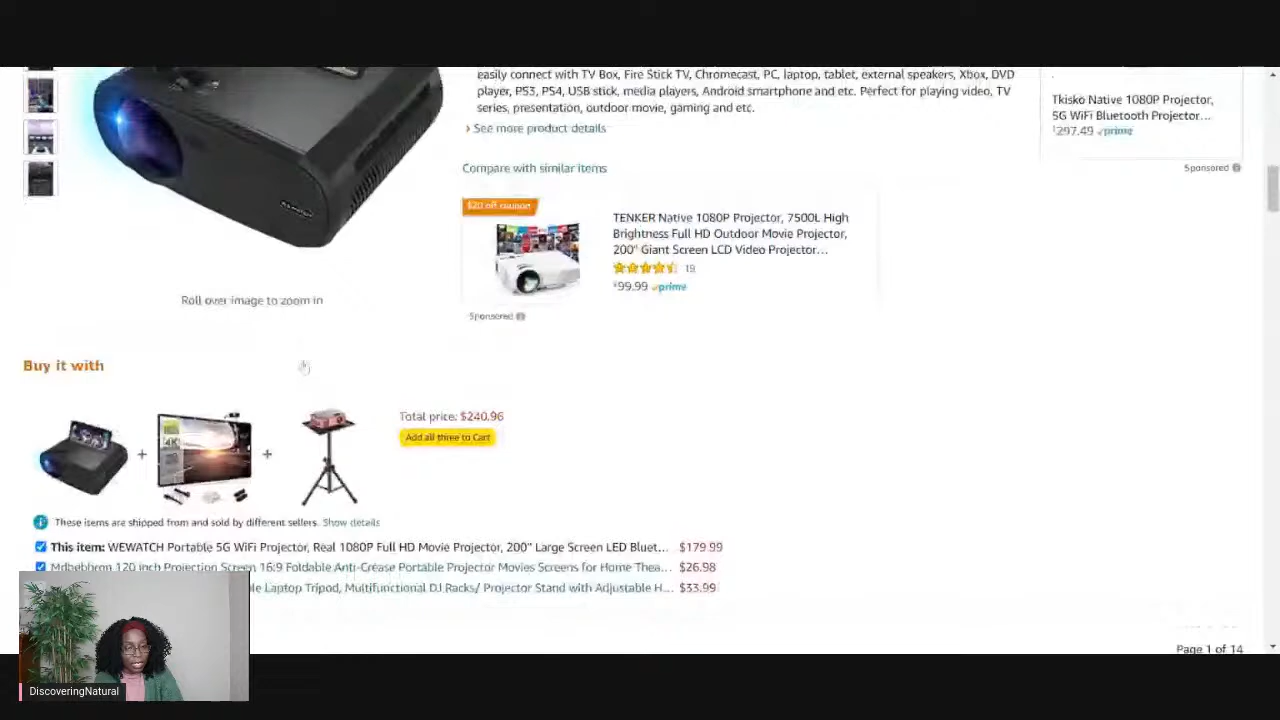 easily connect with TV Box, Fire Stick TV, Chromecast, PC, laptop, tablet, external speakers, Xbox, DVD
player, PS3, PS4, USB stick, media players, Android smartphone and etc. Perfect for playing video, TV
series, presentation, outdoor movie, gaming and etc.
› See more product details
Compare with similar items
$20 off coupon
TENKER Native 1080P Projector, 7500L High
Brightness Full HD Outdoor Movie Projector,
200" Giant Screen LCD Video Projector...
19
$99.99 prime
Sponsored
Tkisko Native 1080P Projector,
5G WiFi Bluetooth Projector...
$297.49 prime
Sponsored
Roll over image to zoom in
Buy it with
Total price: $240.96
Add all three to Cart
+
+
These items are shipped from and sold by different sellers. Show details
This item: WEWATCH Portable 5G WiFi Projector, Real 1080P Full HD Movie Projector, 200" Large Screen LED Bluet... $179.99
Mdbebbron 120 inch Projection Screen 16:9 Foldable Anti-Crease Portable Projector Movies Screens for Home Thea... $26.98
Laptop Tripod, Multifunctional DJ Racks/ Projector Stand with Adjustable H... $33.99
Page 1 of 14
DiscoveringNatural